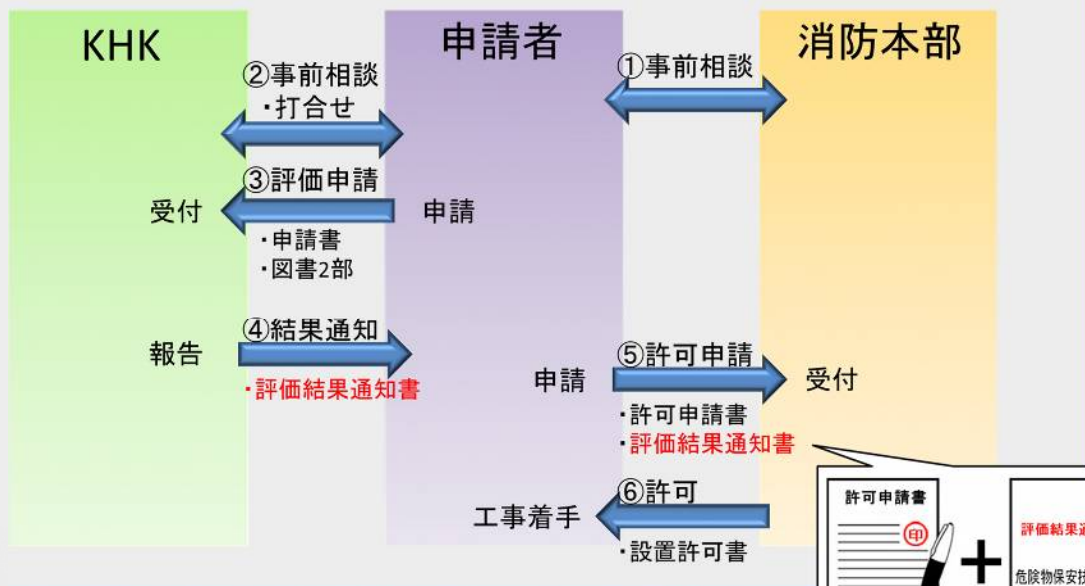 KHK
申請者
消防本部
①事前相談
②事前相談
・打合せ
③評価申請
受付
申請
・申請書
・図書2部
④結果通知
報告
・評価結果通知書
⑤許可申請
申請
受付
・許可申請書
・評価結果通知書
⑥許可
工事着手
・設置許可書
許可申請書
印
+
評価結果通
危険物保安技